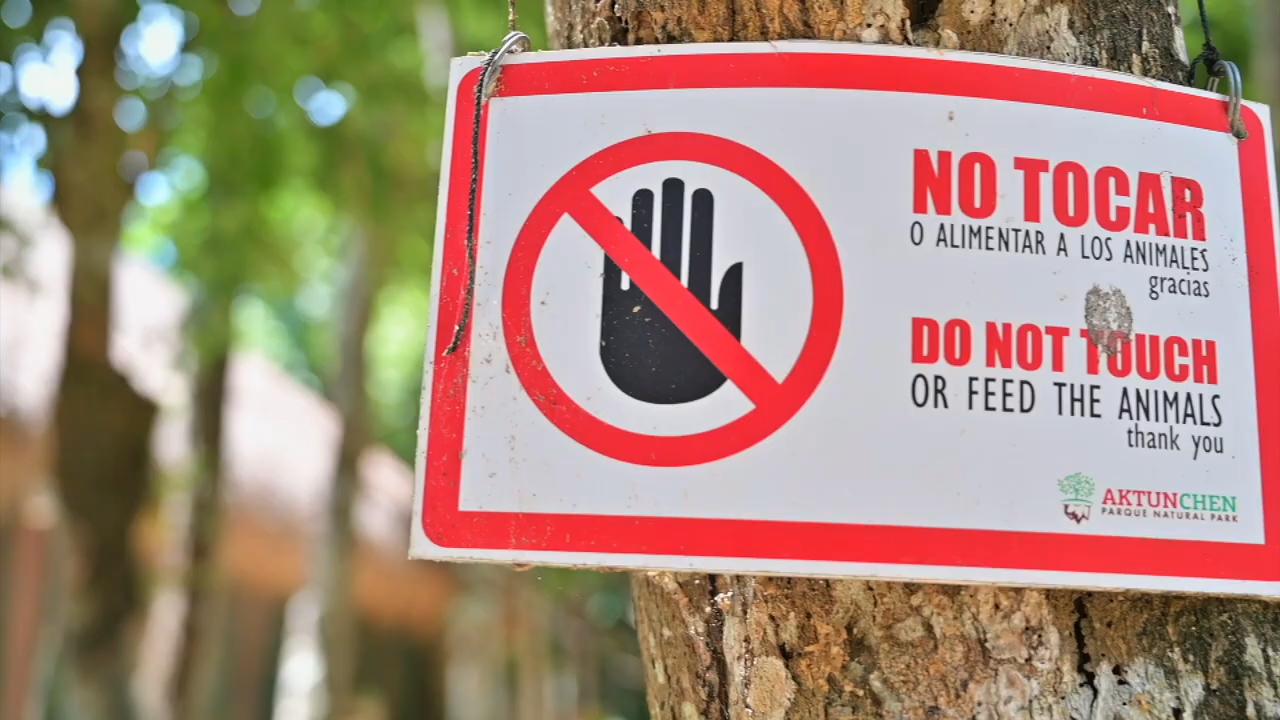 NO TOCAR
O ALIMENTAR A LOS ANIMALES
gracias
DO NOT TOUCH
OR FEED THE ANIMALS
thank you
AKTUNCHEN
PARQUE NATURAL PARK